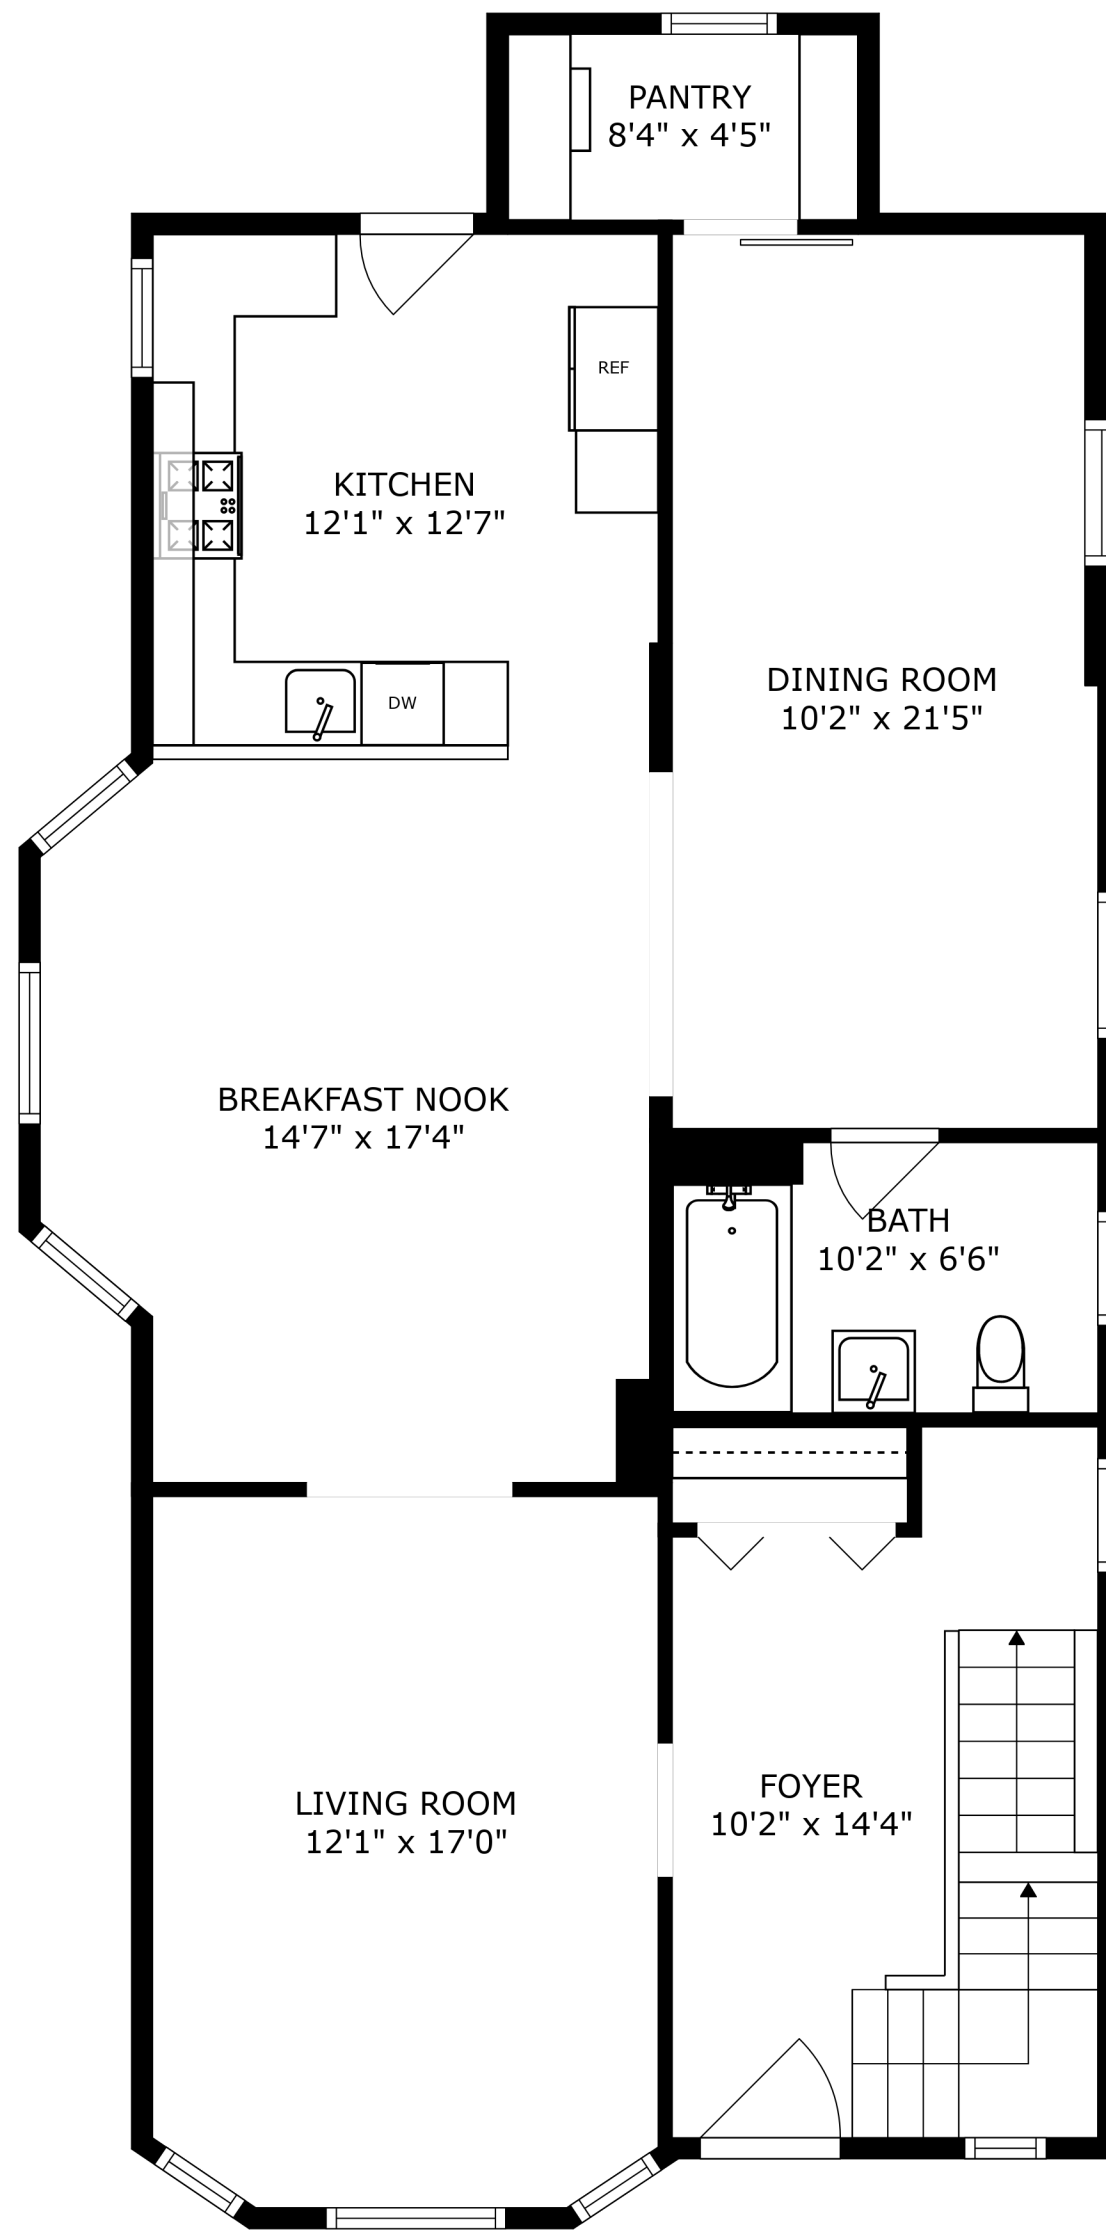 PANTRY
8'4" x 4'5"
REF
KITCHEN
12'1" x 12'7"
DINING ROOM
10'2" x 21'5"
DW
BREAKFAST NOOK
14'7" x 17'4"
BATH
10'2" x 6'6"
LIVING ROOM
12'1" x 17'0"
FOYER
10'2" x 14'4"